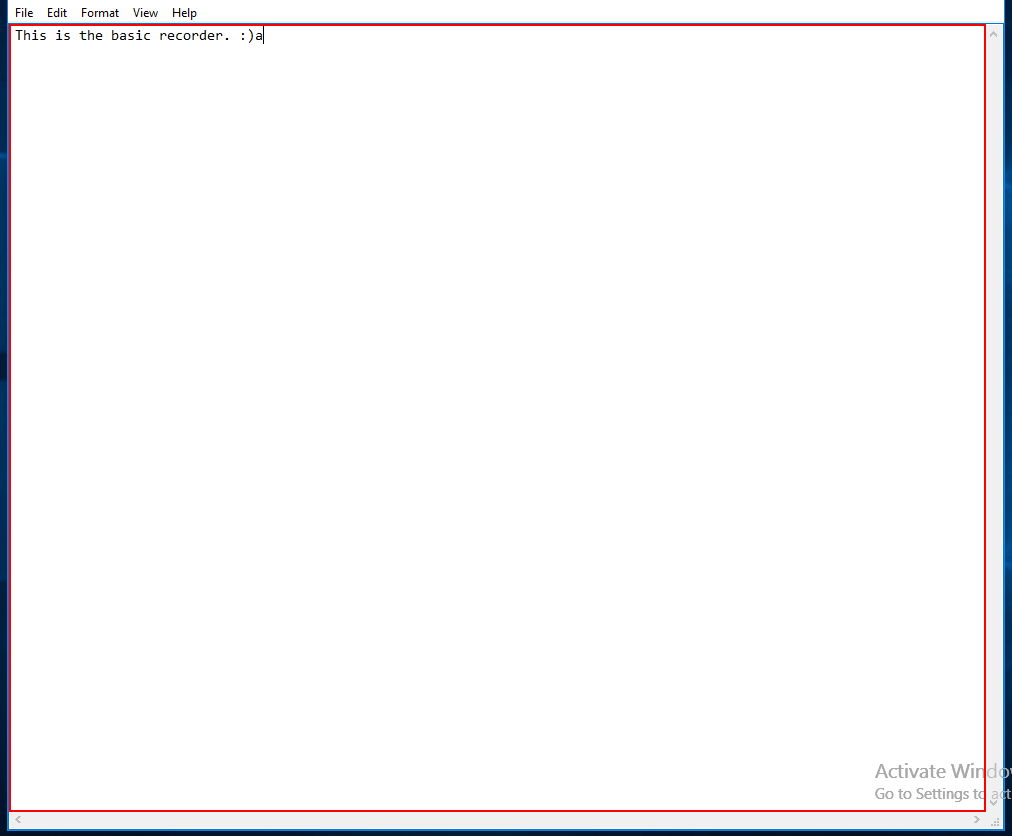 File Edit Format View Help
This is the basic recorder. :)a
Activate Windo
Go to Settings to act